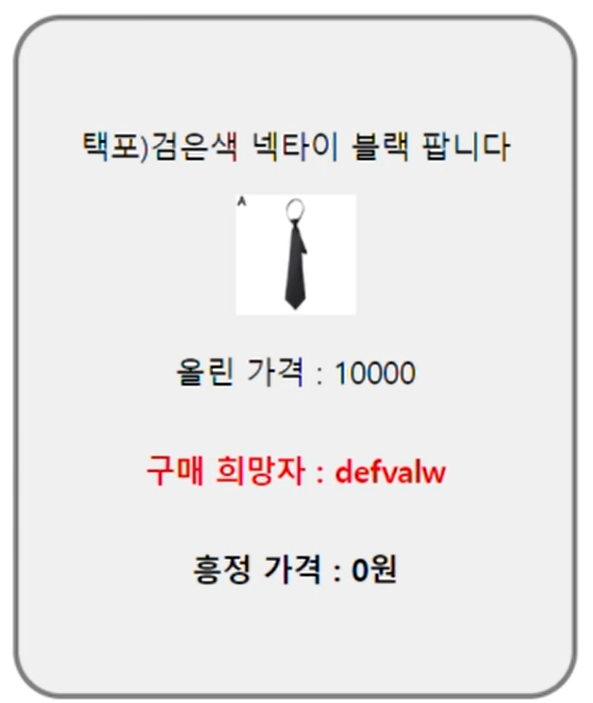 택포)검은색 넥타이 블랙 팝니다
A
올린 가격 : 10000
구매 희망자 : defvalw
흥정 가격 : 0원